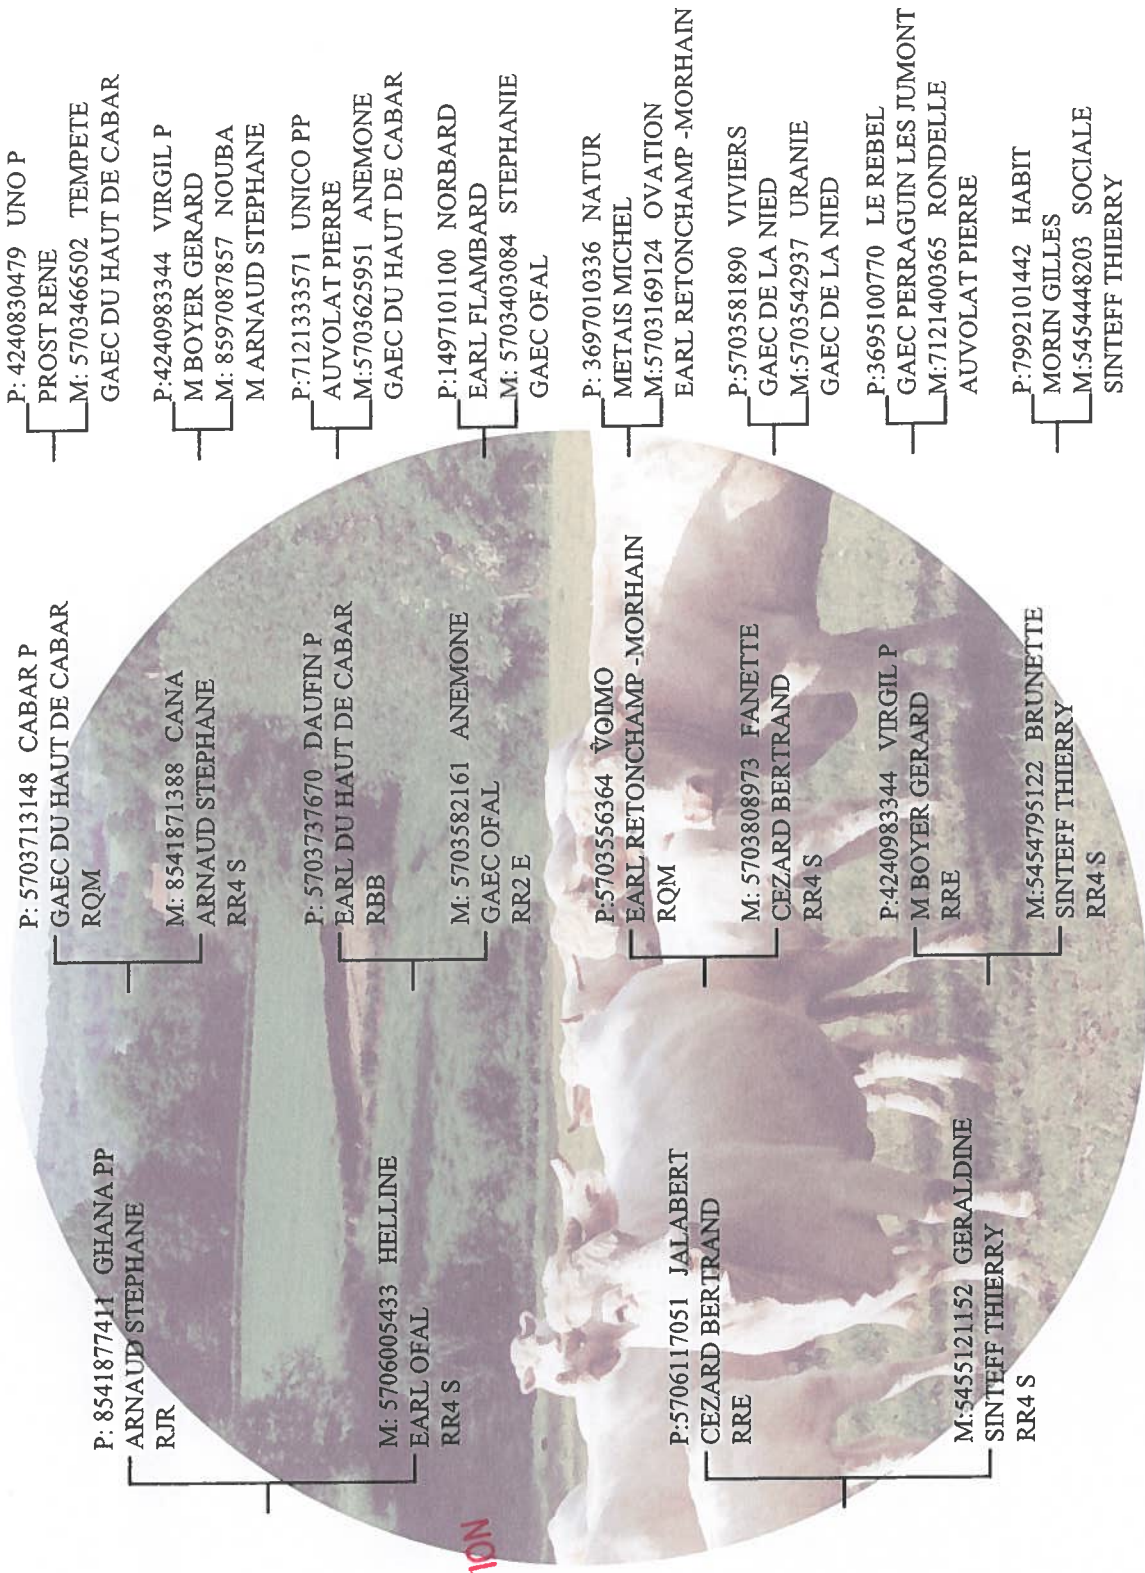 P: 8541877411 GHANA PP
ARNAUD STEPHANE
RJR
M: 5706005433 HELLINE
EARL OFAL
RR4 S
P:5706117051 JALABERT
CEZARD BERTRAND
RRE
M:5455121152 GERALDINE
SINTEFF THIERRY
RR4 S
P: 5703713148 CABAR P
GAEC DU HAUT DE CABAR
RQM
M: 8541871388 CANA
ARNAUD STEPHANE
RR4 S
P: 5703737670 DAUFIN P
EARL DU HAUT DE CABAR
RBB
M: 5703582161 ANEMONE
GAEC OFAL
RR2 E
P:5703556364 VOIMO
EARL RETONCHAMP -MORHAIN
RQM
M: 5703808973 FANETTE
CEZARD BERTRAND
RR4 S
P:4240983344 VIRGIL P
M BOYER GERARD
RRE
M:5454795122 BRUNETTE
SINTEFF THIERRY
RR4 S
P: 4240830479 UNO P
PROST RENE
M: 5703466502 TEMPETE
GAEC DU HAUT DE CABAR
P:4240983344 VIRGIL P
M BOYER GERARD
M: 8597087857 NOUBA
M ARNAUD STEPHANE
P:7121333571 UNICO PP
AUVOLAT PIERRE
M:5703625951 ANEMONE
GAEC DU HAUT DE CABAR
P:1497101100 NORBARD
EARL FLAMBARD
M: 5703403084 STEPHANIE
GAEC OFAL
P: 3697010336 NATUR
METAIS MICHEL
M:5703169124 OVATION
EARL RETONCHAMP -MORHAIN
P:5703581890 VIVIERS
GAEC DE LA NIED
M:5703542937 URANIE
GAEC DE LA NIED
P:3695100770 LE REBEL
GAEC PERRAGUIN LES JUMONT
M:7121400365 RONDELLE
AUVOLAT PIERRE
P:7992101442 HABIT
MORIN GILLES
M:5454448203 SOCIALE
SINTEFF THIERRY